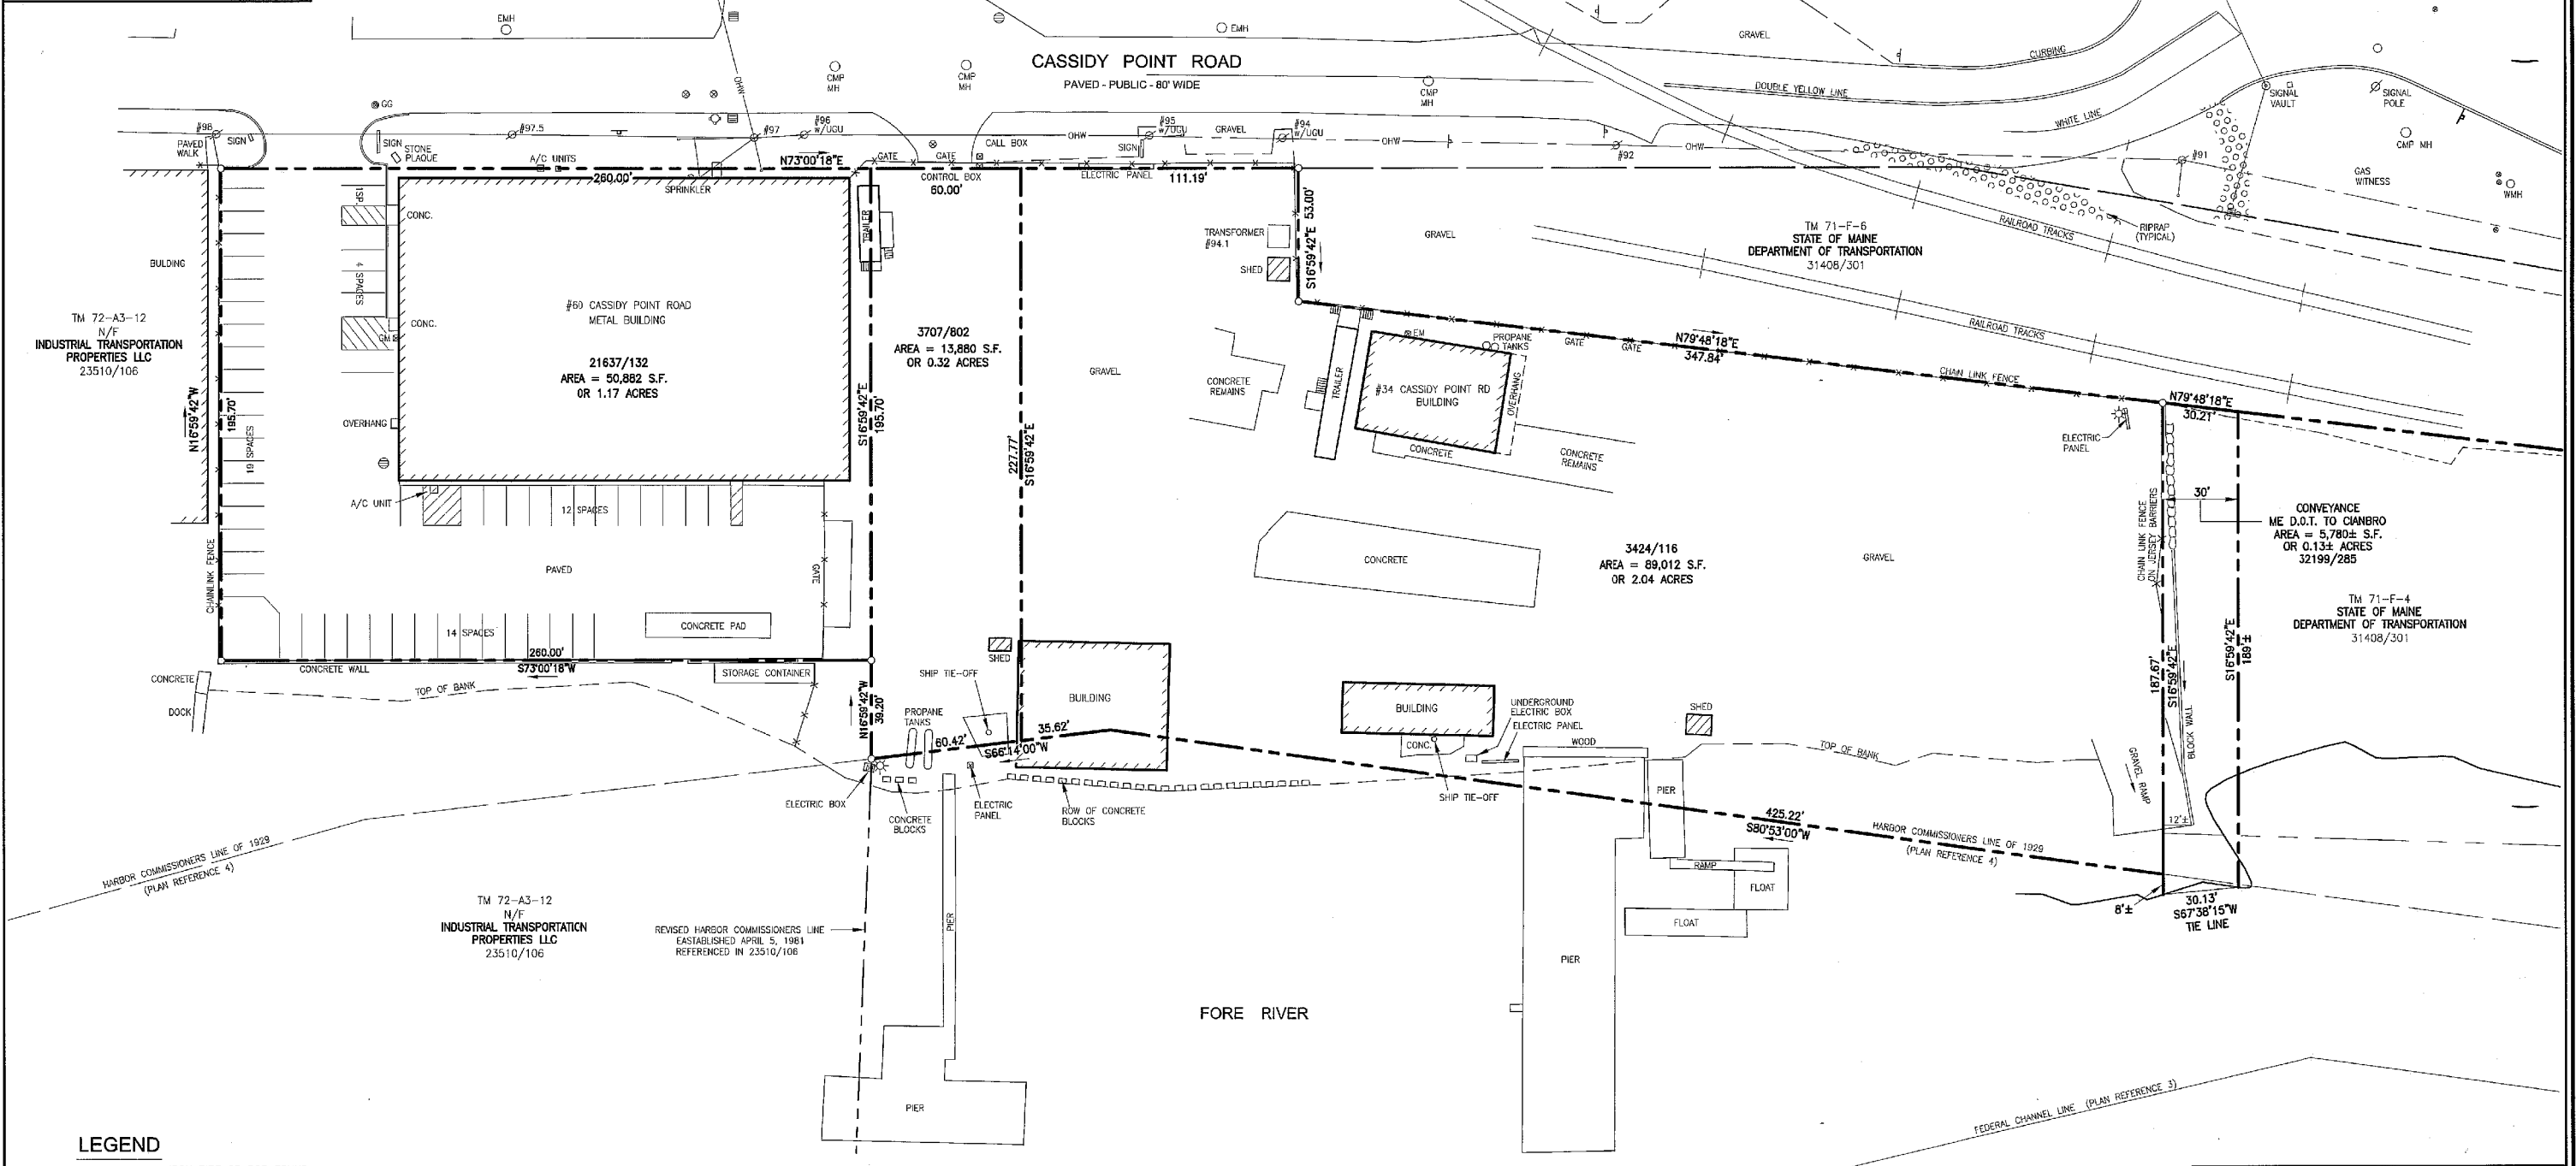 EMH
EMH
CASSIDY POINT ROAD
PAVED - PUBLIC - 80' WIDE
GRAVEL
CURBING
DOUBLE YELLOW LINE
WHITE LINE
SIGNAL
VAULT
SIGNAL
POLE
CMP MH
GAS
WITNESS
WMH
OHW
CMP
MH
CMP
MH
CMP
MH
GG
#98
SIGN
PAVED
WALK
SIGN
STONE
PLAQUE
#97.5
A/C UNITS
#97
#96
w/UGU
N73°00'18"E
260.00'
SPRINKLER
GATE
GATE
CALL BOX
CONTROL BOX
60.00'
OHW
SIGN
#95
w/UGU
GRAVEL
#94
w/UGU
ELECTRIC PANEL
111.19'
OHW
#92
OHW
#91
RIPRAP
(TYPICAL)
RAILROAD TRACKS
RAILROAD TRACKS
TM 71-F-6
STATE OF MAINE
DEPARTMENT OF TRANSPORTATION
31408/301
GRAVEL
S16°59'42"E 53.00'
TRANSFORMER
#94.1
SHED
BULDING
TM 72-A3-12
N/F
INDUSTRIAL TRANSPORTATION
PROPERTIES LLC
23510/106
N16°59'42"W
195.70'
19 SPACES
CHAINLINK FENCE
1SP.
4 SPACES
CONC.
CONC.
GM
OVERHANG
#60 CASSIDY POINT ROAD
METAL BUILDING
21637/132
AREA = 50,882 S.F.
OR 1.17 ACRES
A/C UNIT
12 SPACES
PAVED
GATE
14 SPACES
CONCRETE PAD
TRAILER
S16°59'42"E
195.70'
3707/802
AREA = 13,880 S.F.
OR 0.32 ACRES
227.77'
S16°59'42"E
GRAVEL
CONCRETE
REMAINS
TRAILER
EM
PROPANE
TANKS
#34 CASSIDY POINT RD
BUILDING
OVERHANG
CONCRETE
CONCRETE
REMAINS
GATE
GATE
N79°48'18"E
347.84'
CHAIN LINK FENCE
N79°48'18"E
30.21'
ELECTRIC
PANEL
CHAIN LINK FENCE
ON JERSEY BARRIERS
30'
CONVEYANCE
ME D.O.T. TO CIANBRO
AREA = 5,780± S.F.
OR 0.13± ACRES
32199/285
TM 71-F-4
STATE OF MAINE
DEPARTMENT OF TRANSPORTATION
31408/301
S16°59'42"E
189'±
187.67'
S16°59'42"E
BLOCK WALL
GRAVEL RAMP
12'±
CONCRETE
3424/116
AREA = 89,012 S.F.
OR 2.04 ACRES
GRAVEL
260.00'
S73°00'18"W
CONCRETE WALL
TOP OF BANK
CONCRETE
DOCK
STORAGE CONTAINER
N16°59'42"W
39.20'
SHED
SHIP TIE-OFF
PROPANE
TANKS
60.42'
35.62'
S66°14'00"W
BUILDING
BUILDING
CONC.
UNDERGROUND
ELECTRIC BOX
ELECTRIC PANEL
SHED
WOOD
TOP OF BANK
SHIP TIE-OFF
ELECTRIC BOX
CONCRETE
BLOCKS
ELECTRIC
PANEL
ROW OF CONCRETE
BLOCKS
PIER
425.22'
S80°53'00"W
HARBOR COMMISSIONERS LINE OF 1929
(PLAN REFERENCE 4)
RAMP
FLOAT
FLOAT
8'±
30.13'
S67°38'15"W
TIE LINE
HARBOR COMMISSIONERS LINE OF 1929
(PLAN REFERENCE 4)
TM 72-A3-12
N/F
INDUSTRIAL TRANSPORTATION
PROPERTIES LLC
23510/106
REVISED HARBOR COMMISSIONERS LINE
EASTABLISHED APRIL 5, 1981
REFERENCED IN 23510/106
PIER
PIER
PIER
FORE RIVER
FEDERAL CHANNEL LINE (PLAN REFERENCE 3)
LEGEND